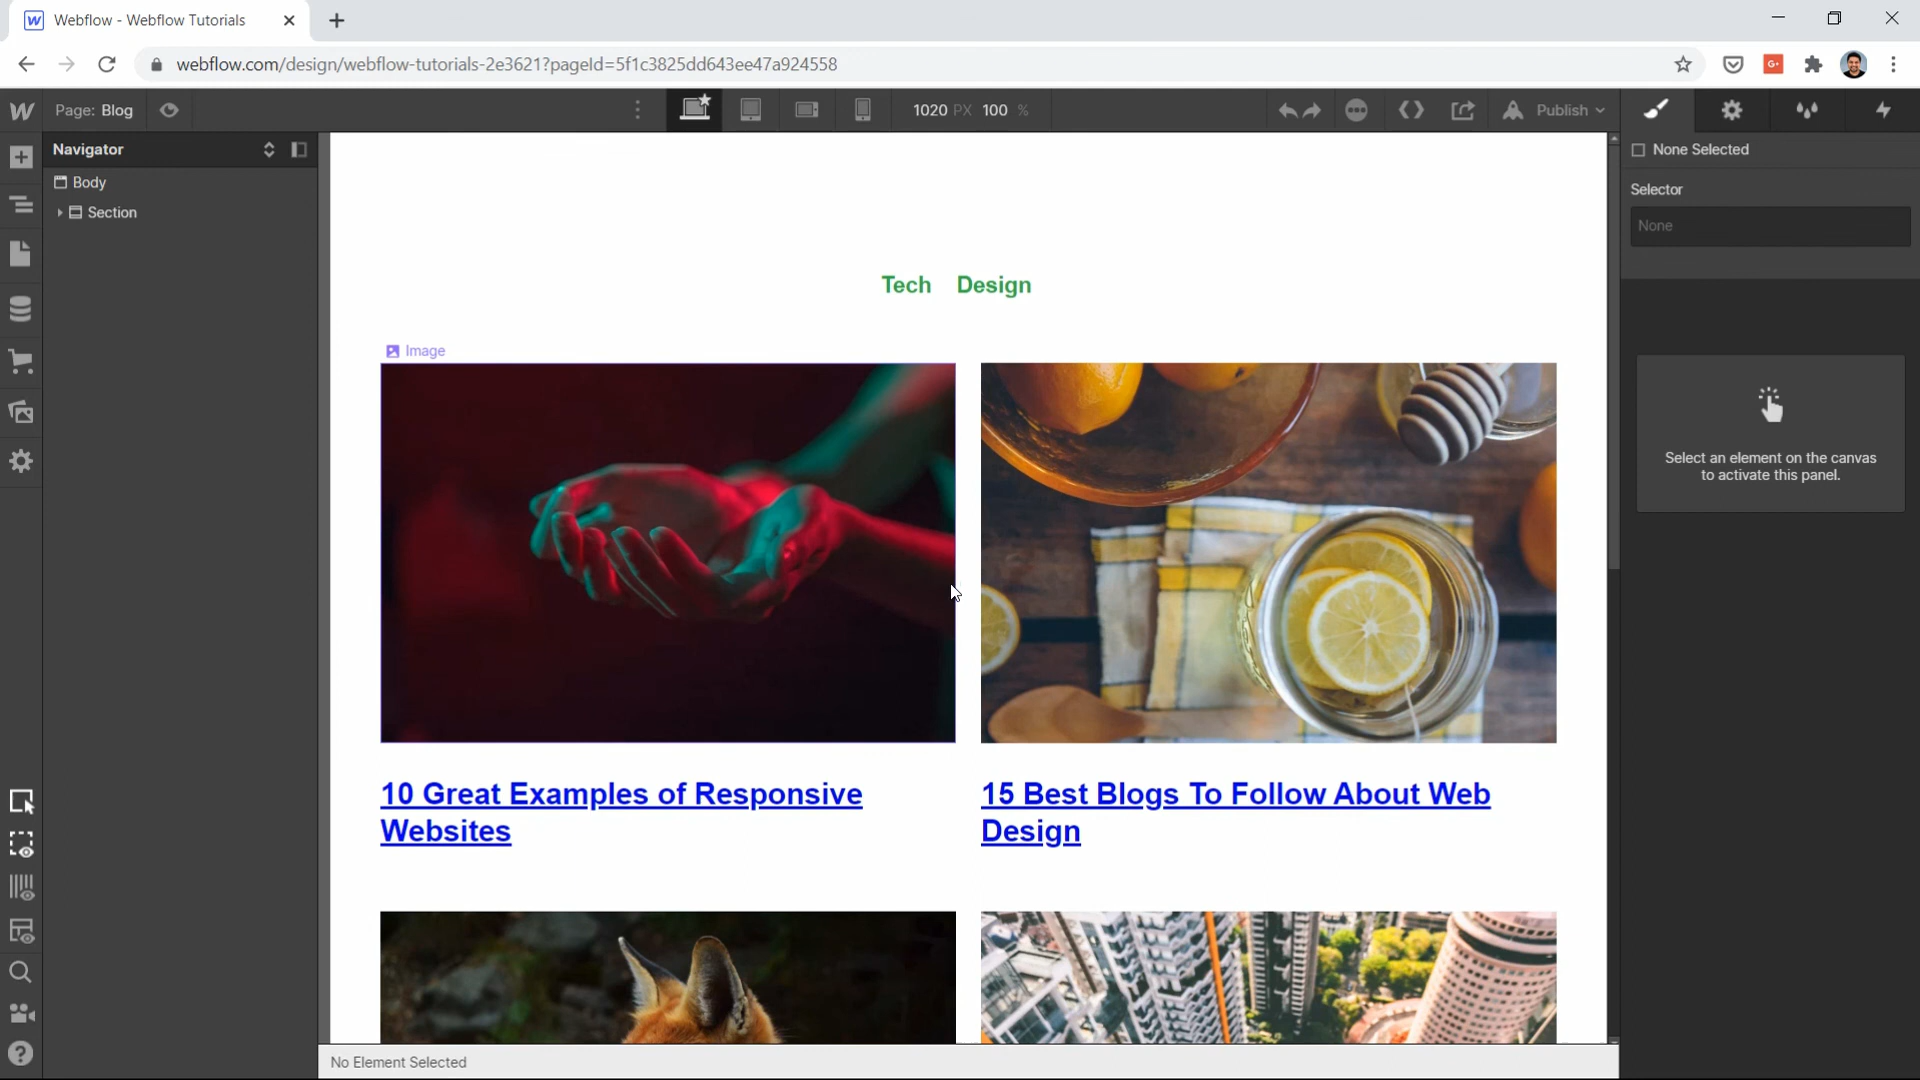 Webflow - Webflow Tutorials
webflow.com/design/webflow-tutorials-2e3621?pageId=5f1c3825dd643ee47a924558
Page: Blog
1020 PX 100 %
Publish
Navigator
None Selected
Body
Section
Selector
None
Tech Design
Image
Select an element on the canvas
to activate this panel.
10 Great Examples of Responsive
Websites
15 Best Blogs To Follow About Web
Design
No Element Selected